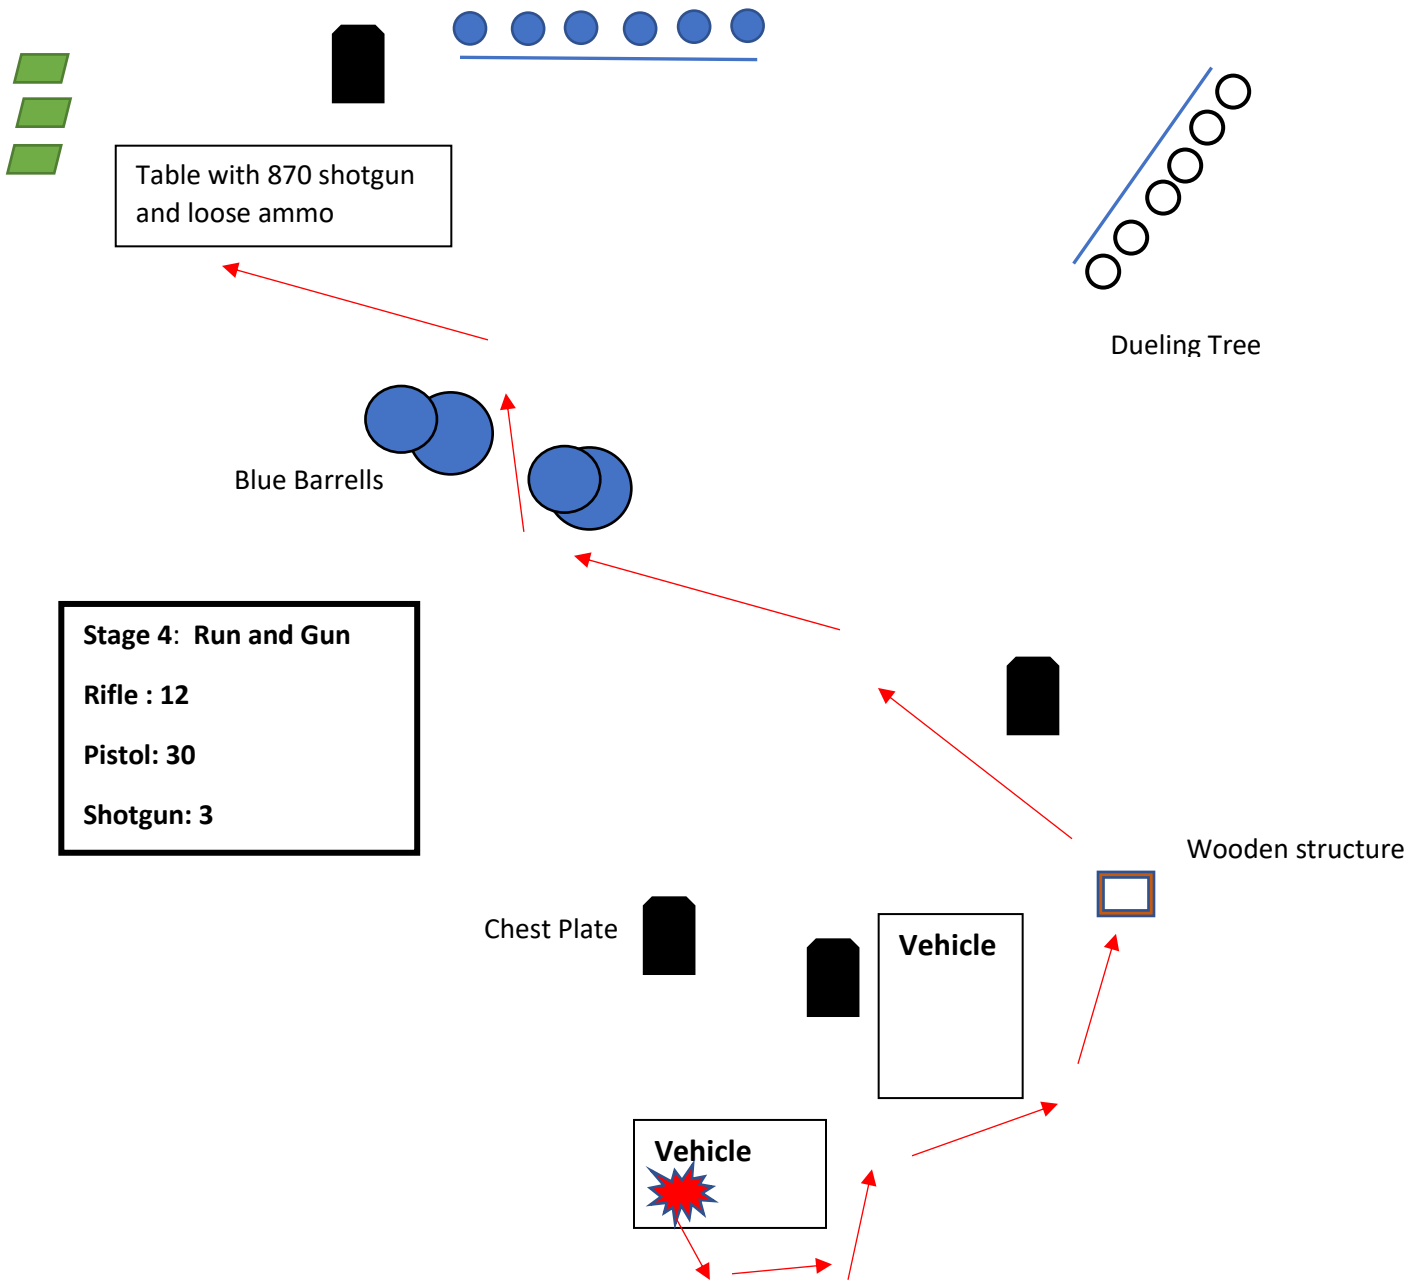 Table with 870 shotgun
and loose ammo
Dueling Tree
Blue Barrells
Stage 4:  Run and Gun
Rifle : 12
Pistol: 30
Shotgun: 3
Wooden structure
Chest Plate
Vehicle
Vehicle